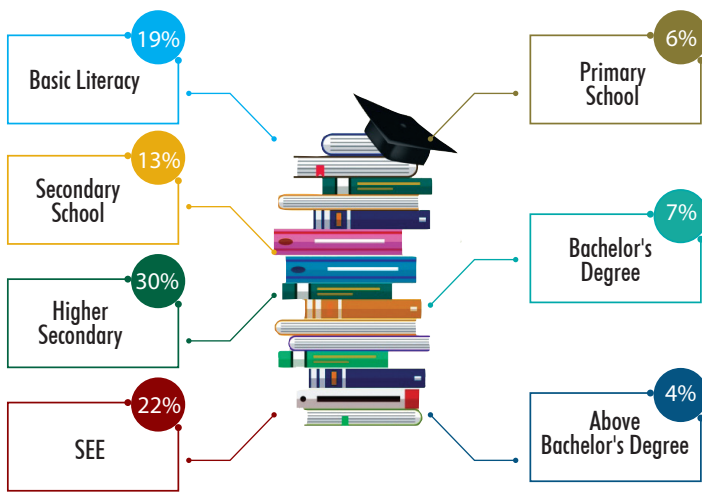 19%
Basic Literacy
13%
Secondary
School
30%
Higher
Secondary
22%
SEE
6%
Primary
School
7%
Bachelor's
Degree
4%
Above
Bachelor's Degree